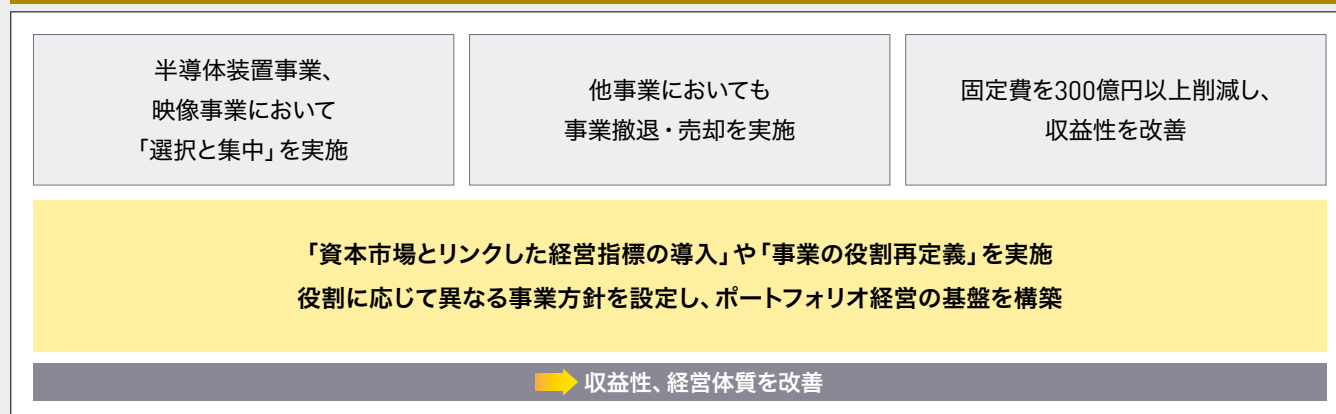 半導体装置事業、
映像事業において
「選択と集中」を実施
他事業においても
事業撤退・売却を実施
固定費を300億円以上削減し、
収益性を改善
「資本市場とリンクした経営指標の導入」や「事業の役割再定義」を実施
役割に応じて異なる事業方針を設定し、ポートフォリオ経営の基盤を構築
収益性、経営体質を改善